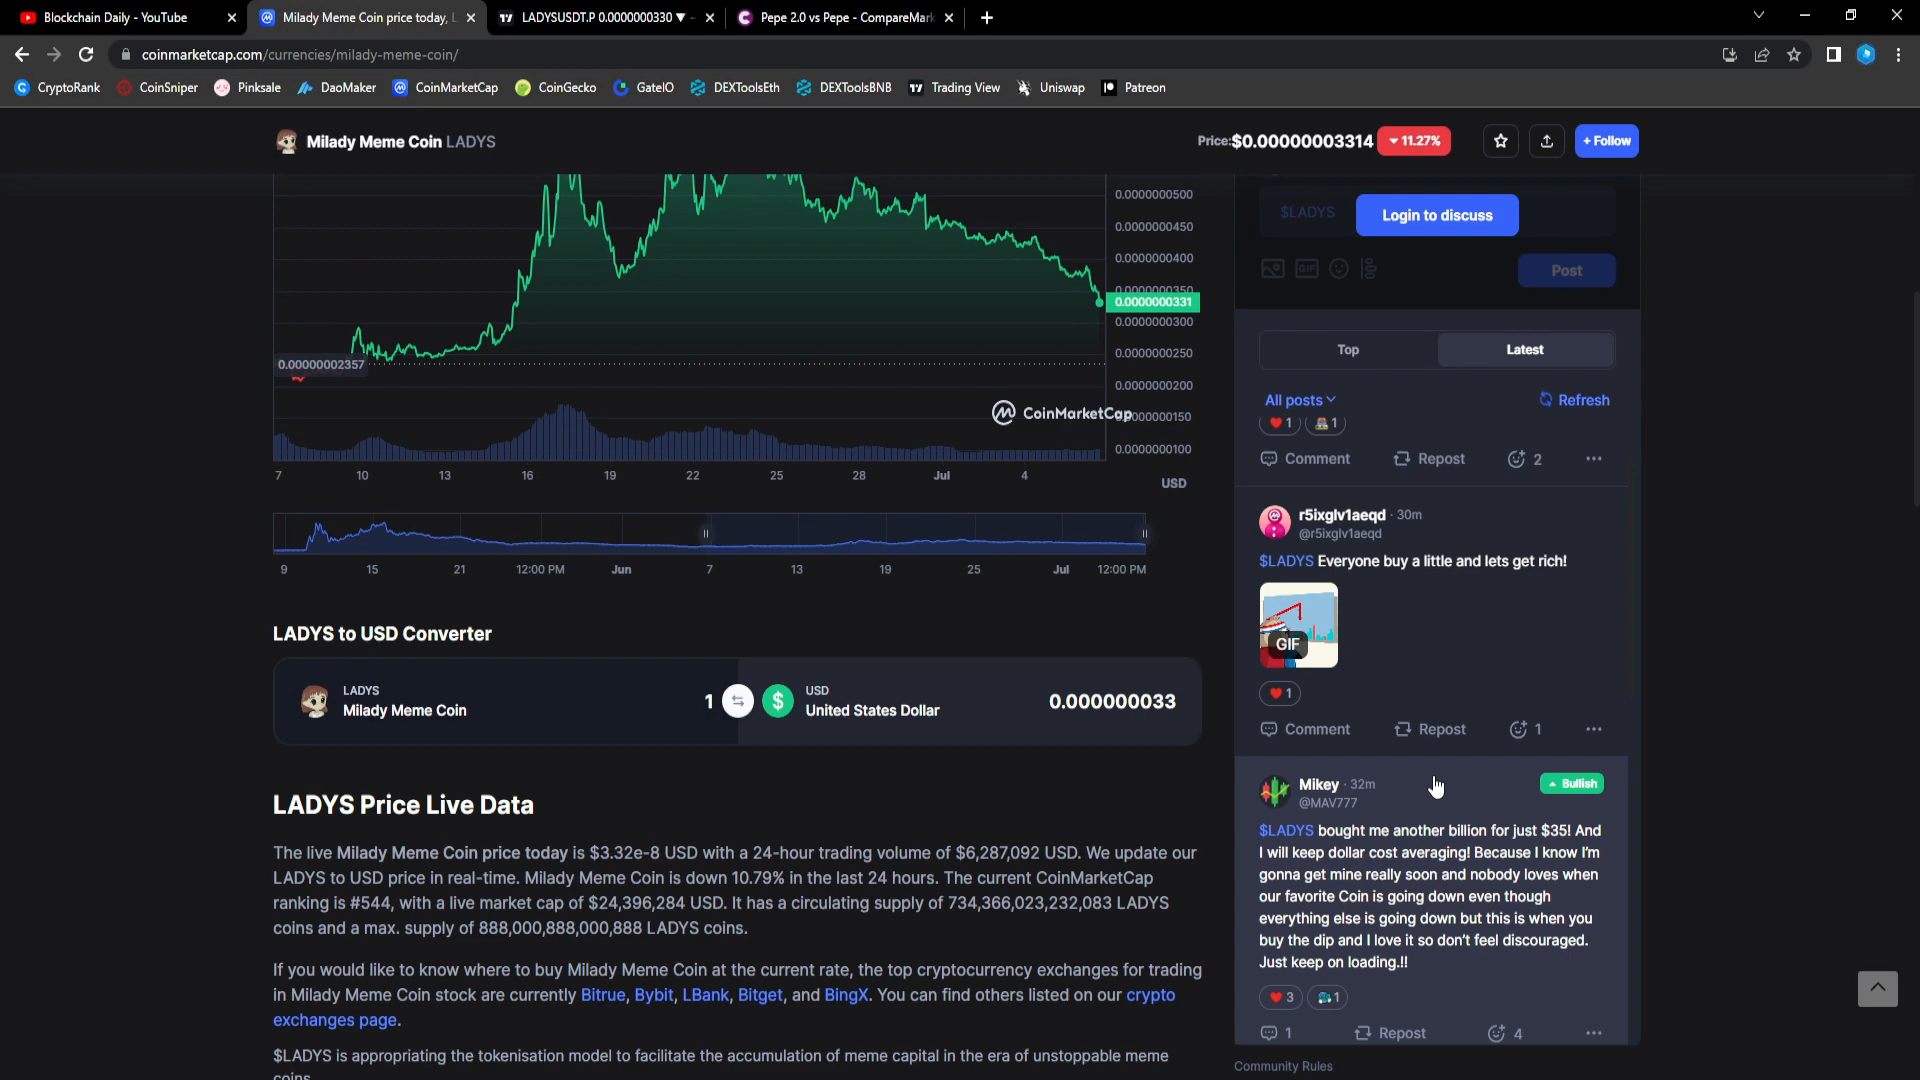 Blockchain Daily - YouTube
Milady Meme Coin price today, L
LADYSUSDT.P 0.0000000330 ▼ -
Pepe 2.0 vs Pepe - CompareMark
coinmarketcap.com/currencies/milady-meme-coin/
CryptoRank CoinSniper Pinksale DaoMaker CoinMarketCap CoinGecko GateIO DEXToolsEth DEXToolsBNB Trading View Uniswap Patreon
Milady Meme Coin LADYS
Price:$0.00000003314 11.27%
+ Follow
0.0000000500
0.0000000450
0.0000000400
0.0000000350
0.0000000331
0.0000000300
0.0000000250
0.0000000200
0.0000000150
0.0000000100
0.00000002357
CoinMarketCap
7 10 13 16 19 22 25 28 Jul 4
USD
9 15 21 12:00 PM Jun 7 13 19 25 Jul 12:00 PM
LADYS to USD Converter
LADYS
Milady Meme Coin
1
$
USD
United States Dollar
0.000000033
LADYS Price Live Data
The live Milady Meme Coin price today is $3.32e-8 USD with a 24-hour trading volume of $6,287,092 USD. We update our
LADYS to USD price in real-time. Milady Meme Coin is down 10.79% in the last 24 hours. The current CoinMarketCap
ranking is #544, with a live market cap of $24,396,284 USD. It has a circulating supply of 734,366,023,232,083 LADYS
coins and a max. supply of 888,000,888,000,888 LADYS coins.
If you would like to know where to buy Milady Meme Coin at the current rate, the top cryptocurrency exchanges for trading
in Milady Meme Coin stock are currently Bitrue, Bybit, LBank, Bitget, and BingX. You can find others listed on our crypto
exchanges page.
$LADYS is appropriating the tokenisation model to facilitate the accumulation of meme capital in the era of unstoppable meme
coins
$LADYS
Login to discuss
GIF
Post
Top Latest
All posts Refresh
1 1
Comment Repost 2
r5ixglv1aeqd · 30m
@r5ixglv1aeqd
$LADYS Everyone buy a little and lets get rich!
GIF
1
Comment Repost 1
Mikey · 32m
Bullish
@MAV777
$LADYS bought me another billion for just $35! And
I will keep dollar cost averaging! Because I know I'm
gonna get mine really soon and nobody loves when
our favorite Coin is going down even though
everything else is going down but this is when you
buy the dip and I love it so don't feel discouraged.
Just keep on loading.!!
3 1
1 Repost 4
Community Rules